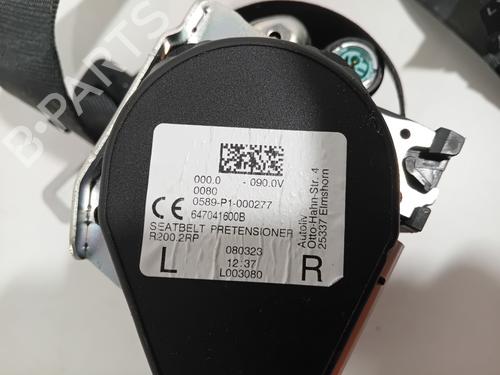 B-PARTS
000.0 - 090.0V
0080
0589-P1-000277
CE 647041600B
SEATBELT PRETENSIONER
R200.2RP
080323
12:37
L003080
L R
Autoliv
Otto-Hahn-Str. 4
25337 Elmshorn